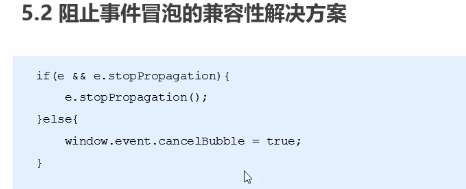 5.2 阻止事件冒泡的兼容性解决方案
if(e && e.stopPropagation){
e.stopPropagation();
}else{
window.event.cancelBubble = true;
}